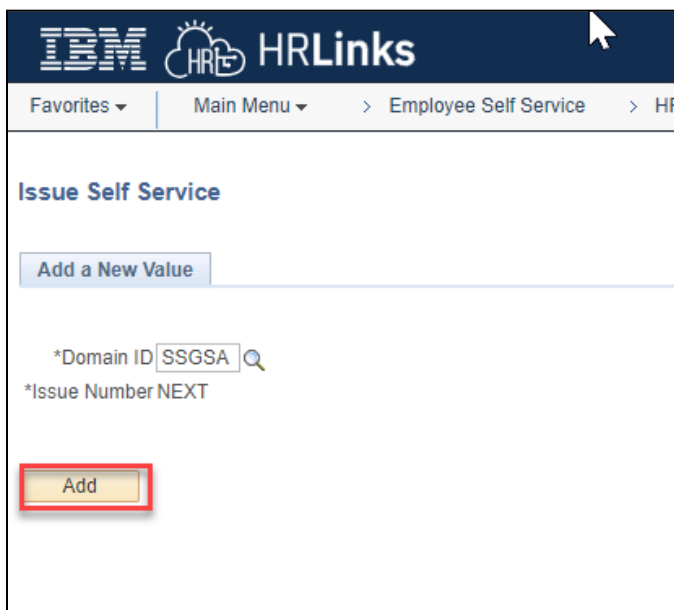 IBM HR HRLinks
Favorites Main Menu > Employee Self Service >
Issue Self Service
Add a New Value
*Domain ID SSGSA
*Issue Number NEXT
Add